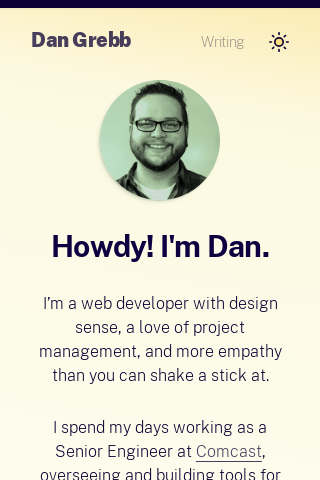 Dan Grebb
Writing
Howdy! I'm Dan.
I’m a web developer with design
sense, a love of project
management, and more empathy
than you can shake a stick at.
I spend my days working as a
Senior Engineer at Comcast,
overseeing and building tools for